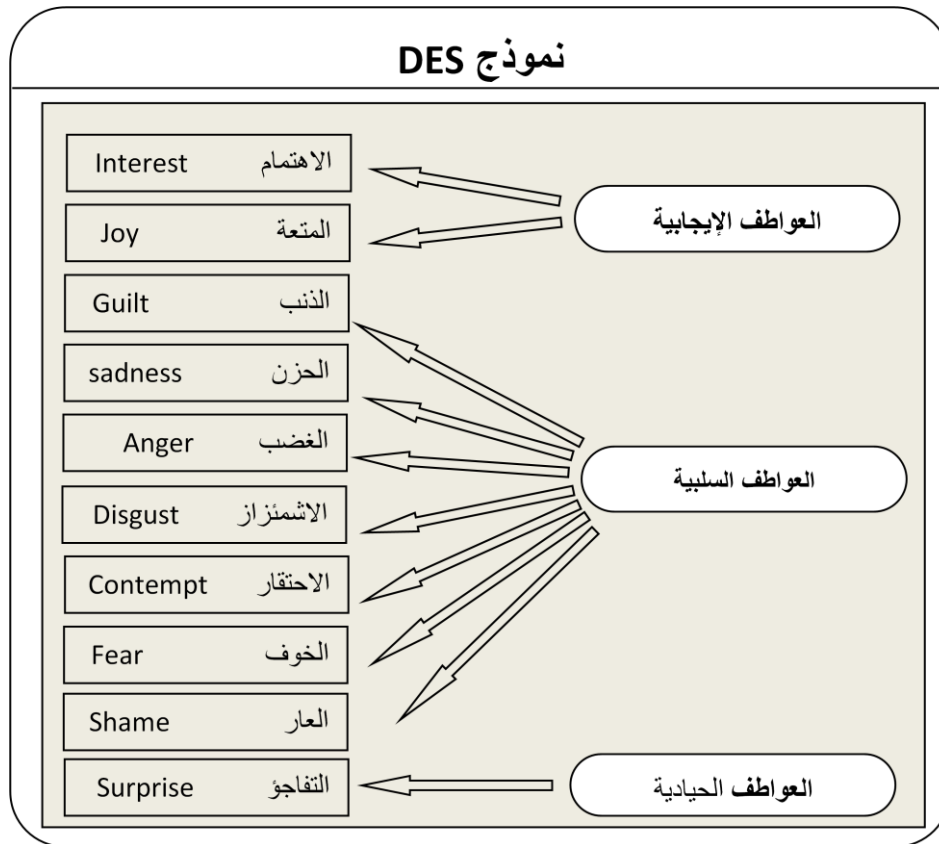 نموذج DES
العواطف الإيجابية
الاهتمام Interest
المتعة Joy
العواطف السلبية
الذنب Guilt
الحزن sadness
الغضب Anger
الاشمئزاز Disgust
الاحتقار Contempt
الخوف Fear
العار Shame
العواطف الحيادية
التفاجؤ Surprise